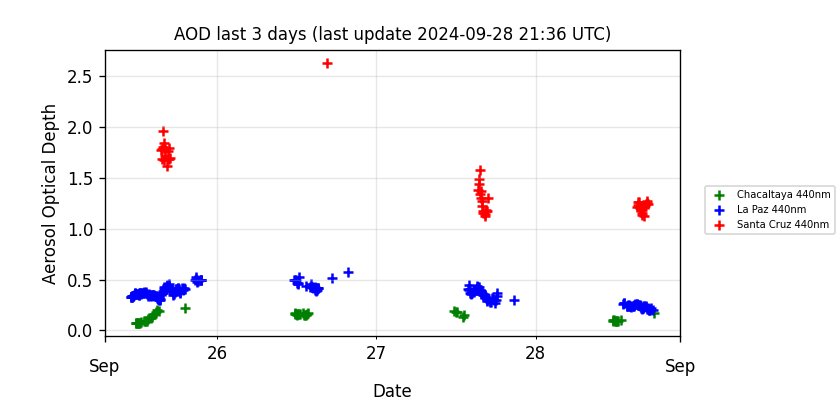 AOD last 3 days (last update 2024-09-28 21:36 UTC)
Aerosol Optical Depth
2.5
2.0
1.5
1.0
0.5
0.0
26
27
28
Sep
Sep
Date
Chacaltaya 440nm
La Paz 440nm
Santa Cruz 440nm